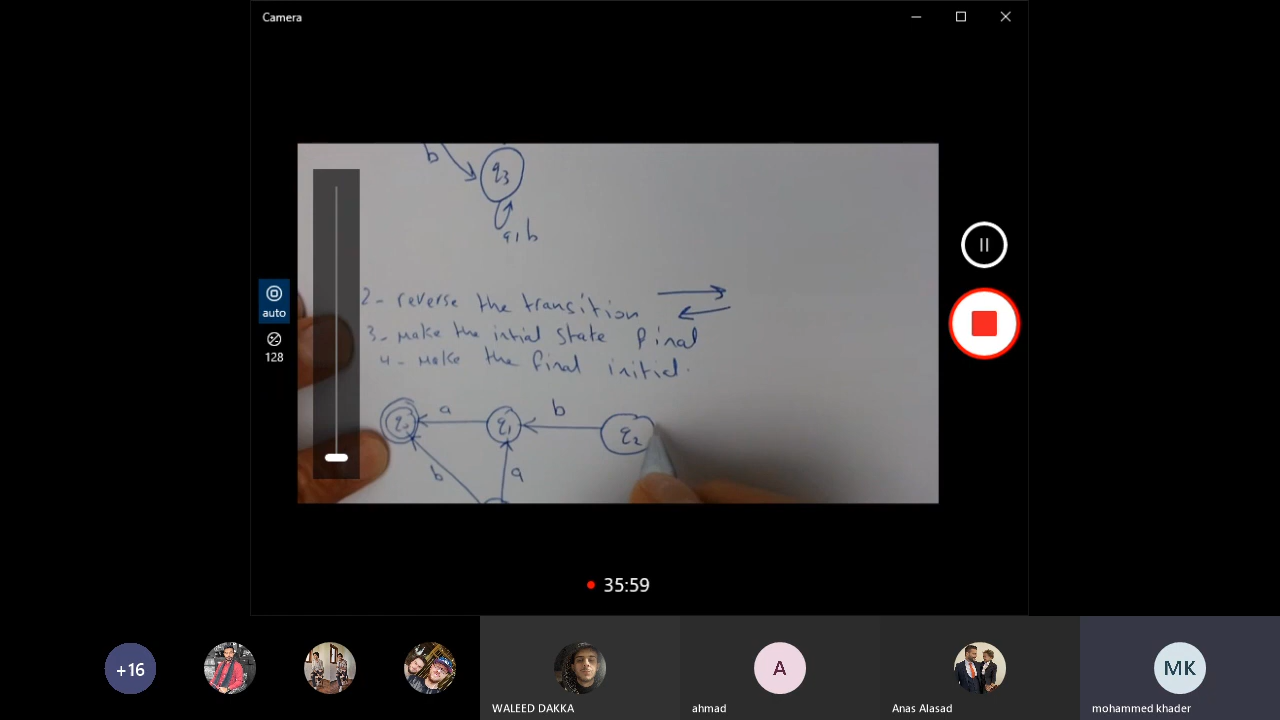 Camera
b
q3
a,b
2- reverse the transition
3- make the intial state final
auto
4- make the final initial.
128
q0 a q1 b q2
b a
35:59
+16
A
MK
WALEED DAKKA
ahmad
Anas Alasad
mohammed khader